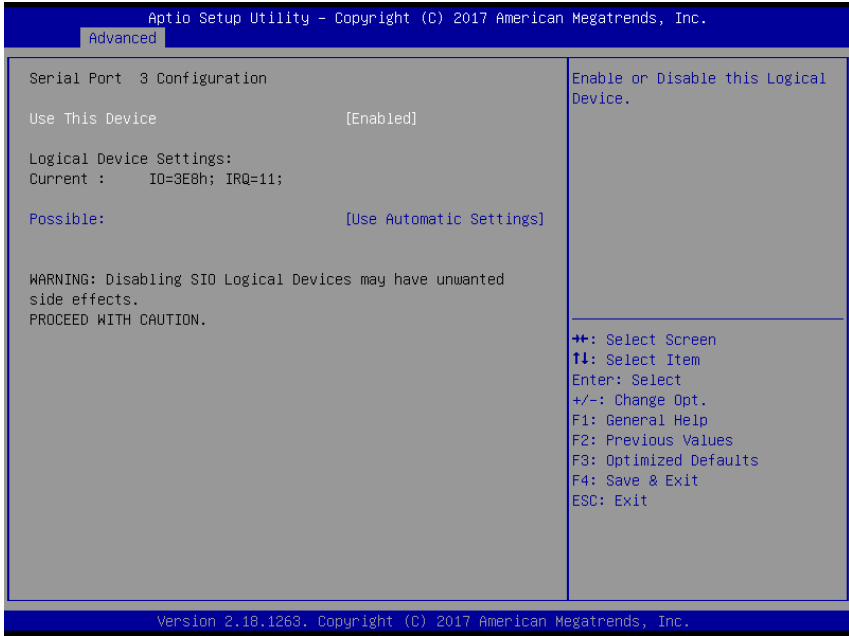 Aptio Setup Utility – Copyright (C) 2017 American Megatrends, Inc.
Advanced
Serial Port 3 Configuration
Use This Device [Enabled]
Logical Device Settings:
Current : IO=3E8h; IRQ=11;
Possible: [Use Automatic Settings]
WARNING: Disabling SIO Logical Devices may have unwanted
side effects.
PROCEED WITH CAUTION.
Enable or Disable this Logical
Device.
→←: Select Screen
↑↓: Select Item
Enter: Select
+/-: Change Opt.
F1: General Help
F2: Previous Values
F3: Optimized Defaults
F4: Save & Exit
ESC: Exit
Version 2.18.1263. Copyright (C) 2017 American Megatrends, Inc.